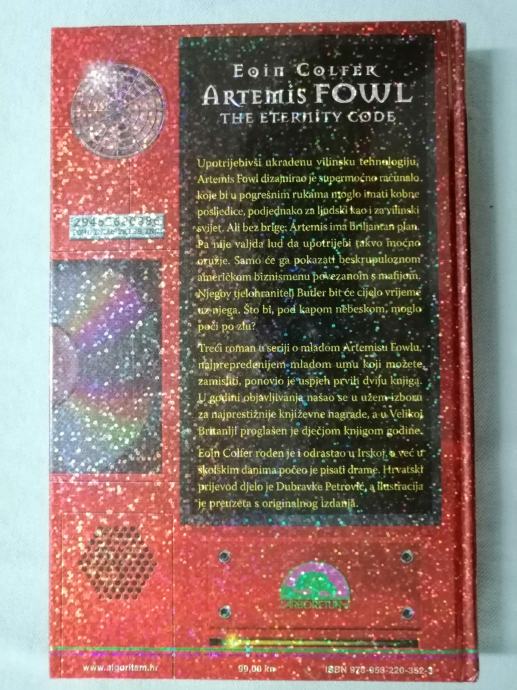 EOIN COLFER
ARTEMIS FOWL
THE ETERNITY CODE
Upotrijebivši ukradenu vilinsku tehnologiju,
Artemis Fowl dizajnirao je supermoćno računalo
koje bi u pogrešnim rukama moglo imati kobne
posljedice, podjednako za ljudski kao i za vilinski
svijet. Ali bez brige; Artemis ima briljantan plan.
Pa nije valjda lud da upotrijebi takvo moćno
oružje. Samo će ga pokazati beskrupuloznom
američkom biznismenu povezanom s mafijom.
Njegov tjelohranitelj Butler bit će cijelo vrijeme
uz njega. Što bi, pod kapom nebeskom, moglo
poći po zlu?
Treći roman u seriji o mladom Artemisu Fowlu,
najprepredenijem mladom umu koji možete
zamisliti, ponovio je uspjeh prvih dviju knjiga.
U godini objavljivanja našao se u užem izboru
za najprestižnije književne nagrade, a u Velikoj
Britaniji proglašen je dječjom knjigom godine.
Eoin Colfer rođen je i odrastao u Irskoj, a već u
školskim danima počeo je pisati drame. Hrvatski
prijevod djelo je Dubravke Petrović, a ilustracija
je preuzeta s originalnog izdanja.
www.algoritam.hr
99,00 kn
ISBN 978-953-220-352-3